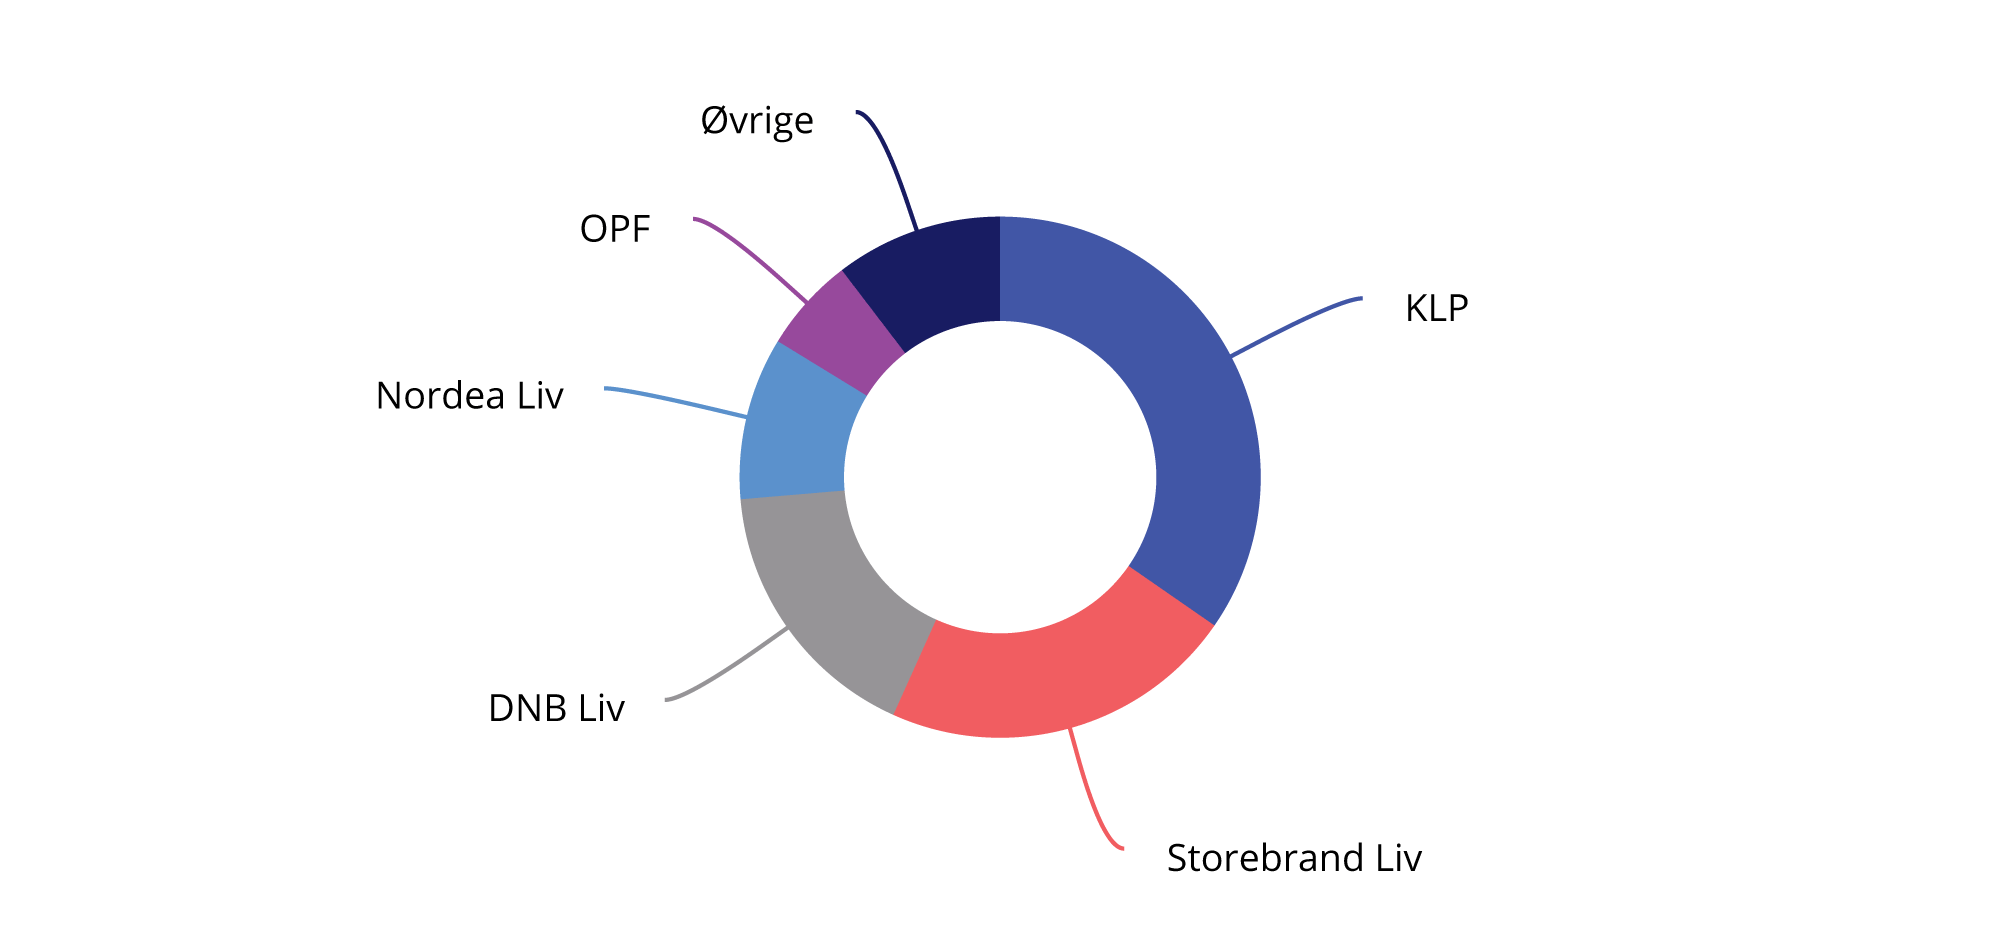 Øvrige
OPF
KLP
Nordea Liv
DNB Liv
Storebrand Liv